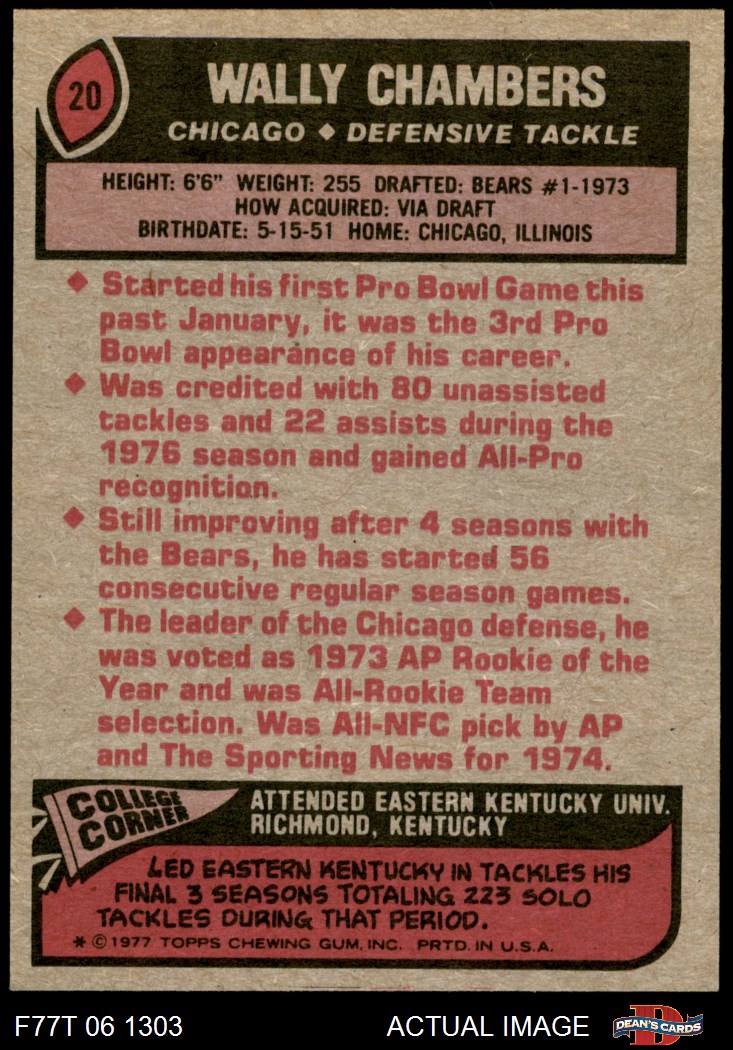 20
WALLY CHAMBERS
CHICAGO ◆ DEFENSIVE TACKLE
HEIGHT: 6'6" WEIGHT: 255 DRAFTED: BEARS #1-1973
HOW ACQUIRED: VIA DRAFT
BIRTHDATE: 5-15-51 HOME: CHICAGO, ILLINOIS
◆ Started his first Pro Bowl Game this
past January, it was the 3rd Pro
Bowl appearance of his career.
◆ Was credited with 80 unassisted
tackles and 22 assists during the
1976 season and gained All-Pro
recognition.
◆ Still improving after 4 seasons with
the Bears, he has started 56
consecutive regular season games.
◆ The leader of the Chicago defense, he
was voted as 1973 AP Rookie of the
Year and was All-Rookie Team
selection. Was All-NFC pick by AP
and The Sporting News for 1974.
COLLEGE
CORNER
ATTENDED EASTERN KENTUCKY UNIV.
RICHMOND, KENTUCKY
LED EASTERN KENTUCKY IN TACKLES HIS
FINAL 3 SEASONS TOTALING 223 SOLO
TACKLES DURING THAT PERIOD.
* © 1977 TOPPS CHEWING GUM, INC. PRTD. IN U.S.A.
F77T 06 1303
ACTUAL IMAGE
D
DEAN'S CARDS